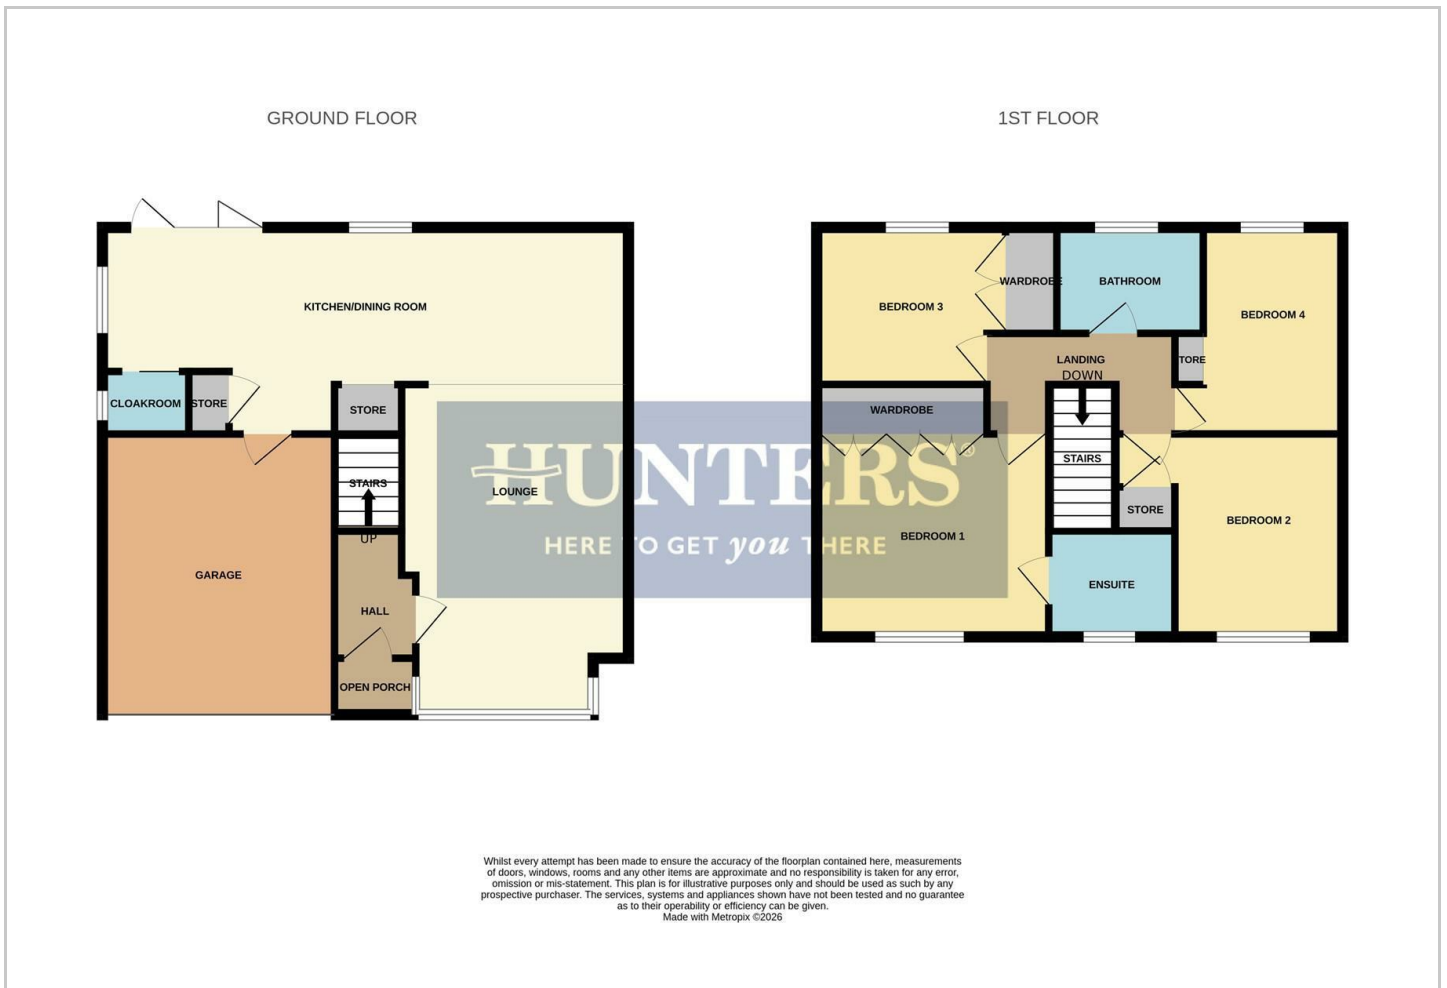 GROUND FLOOR
1ST FLOOR
KITCHEN/DINING ROOM
CLOAKROOM
STORE
STORE
STAIRS
UP
LOUNGE
GARAGE
HALL
OPEN PORCH
BEDROOM 3
WARDROBE
BATHROOM
BEDROOM 4
LANDING
DOWN
TORE
WARDROBE
STAIRS
BEDROOM 1
STORE
BEDROOM 2
ENSUITE
HUNTERS®
HERE TO GET you THERE
Whilst every attempt has been made to ensure the accuracy of the floorplan contained here, measurements
of doors, windows, rooms and any other items are approximate and no responsibility is taken for any error,
omission or mis-statement. This plan is for illustrative purposes only and should be used as such by any
prospective purchaser. The services, systems and appliances shown have not been tested and no guarantee
as to their operability or efficiency can be given.
Made with Metropix ©2026